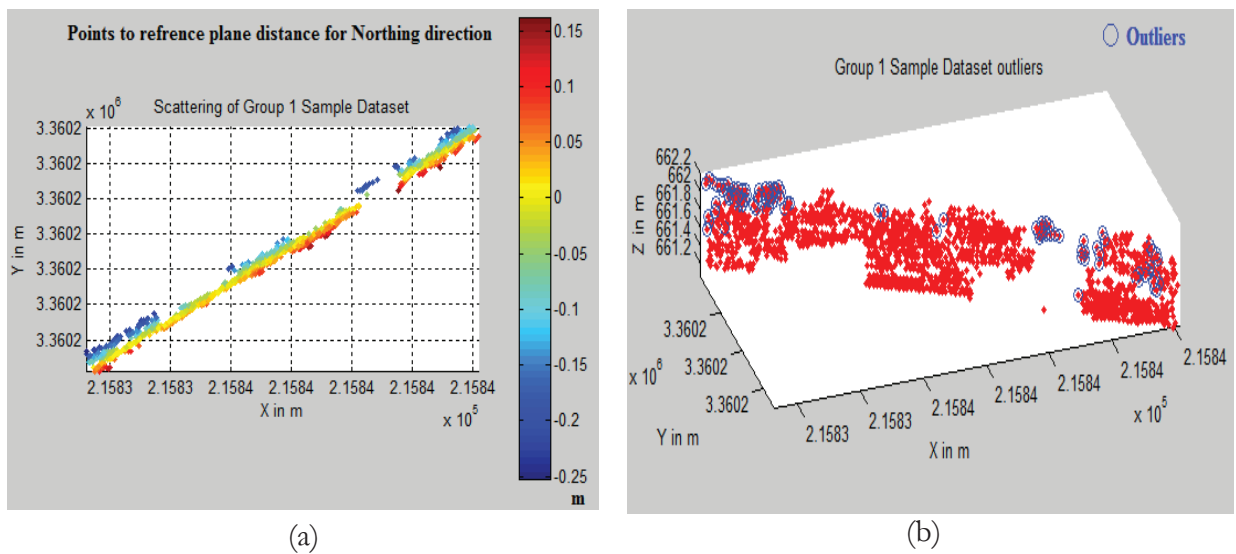 Points to refrence plane distance for Northing direction
Scattering of Group 1 Sample Dataset
x 10^6
3.3602
3.3602
3.3602
3.3602
3.3602
3.3602
3.3602
Y in m
2.1583 2.1583 2.1584 2.1584 2.1584 2.1584 2.1584
X in m
x 10^5
0.15
0.1
0.05
0
-0.05
-0.1
-0.15
-0.2
-0.25
m
(a)
Outliers
Group 1 Sample Dataset outliers
662.2
662
661.8
661.6
661.4
661.2
Z in m
3.3602
3.3602
3.3602
x 10^6
Y in m
2.1583 2.1583 2.1584 2.1584 2.1584 2.1584 2.1584
X in m
x 10^5
(b)